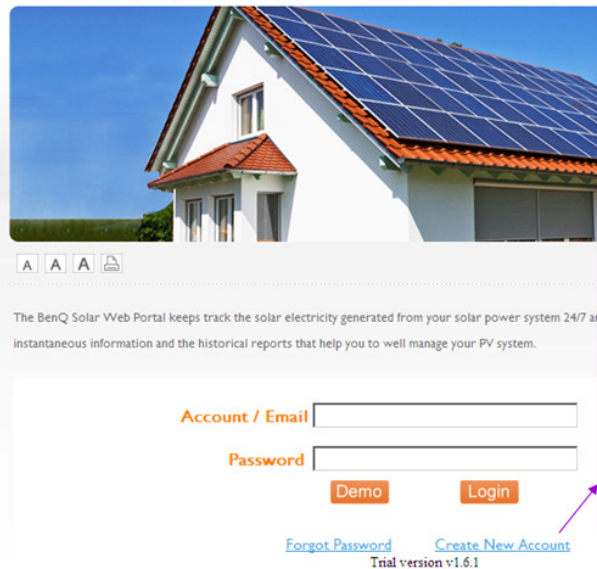 A A A
The BenQ Solar Web Portal keeps track the solar electricity generated from your solar power system 24/7
instantaneous information and the historical reports that help you to well manage your PV system.
Account / Email
Password
Demo Login
Forgot Password Create New Account
Trial version v1.6.1